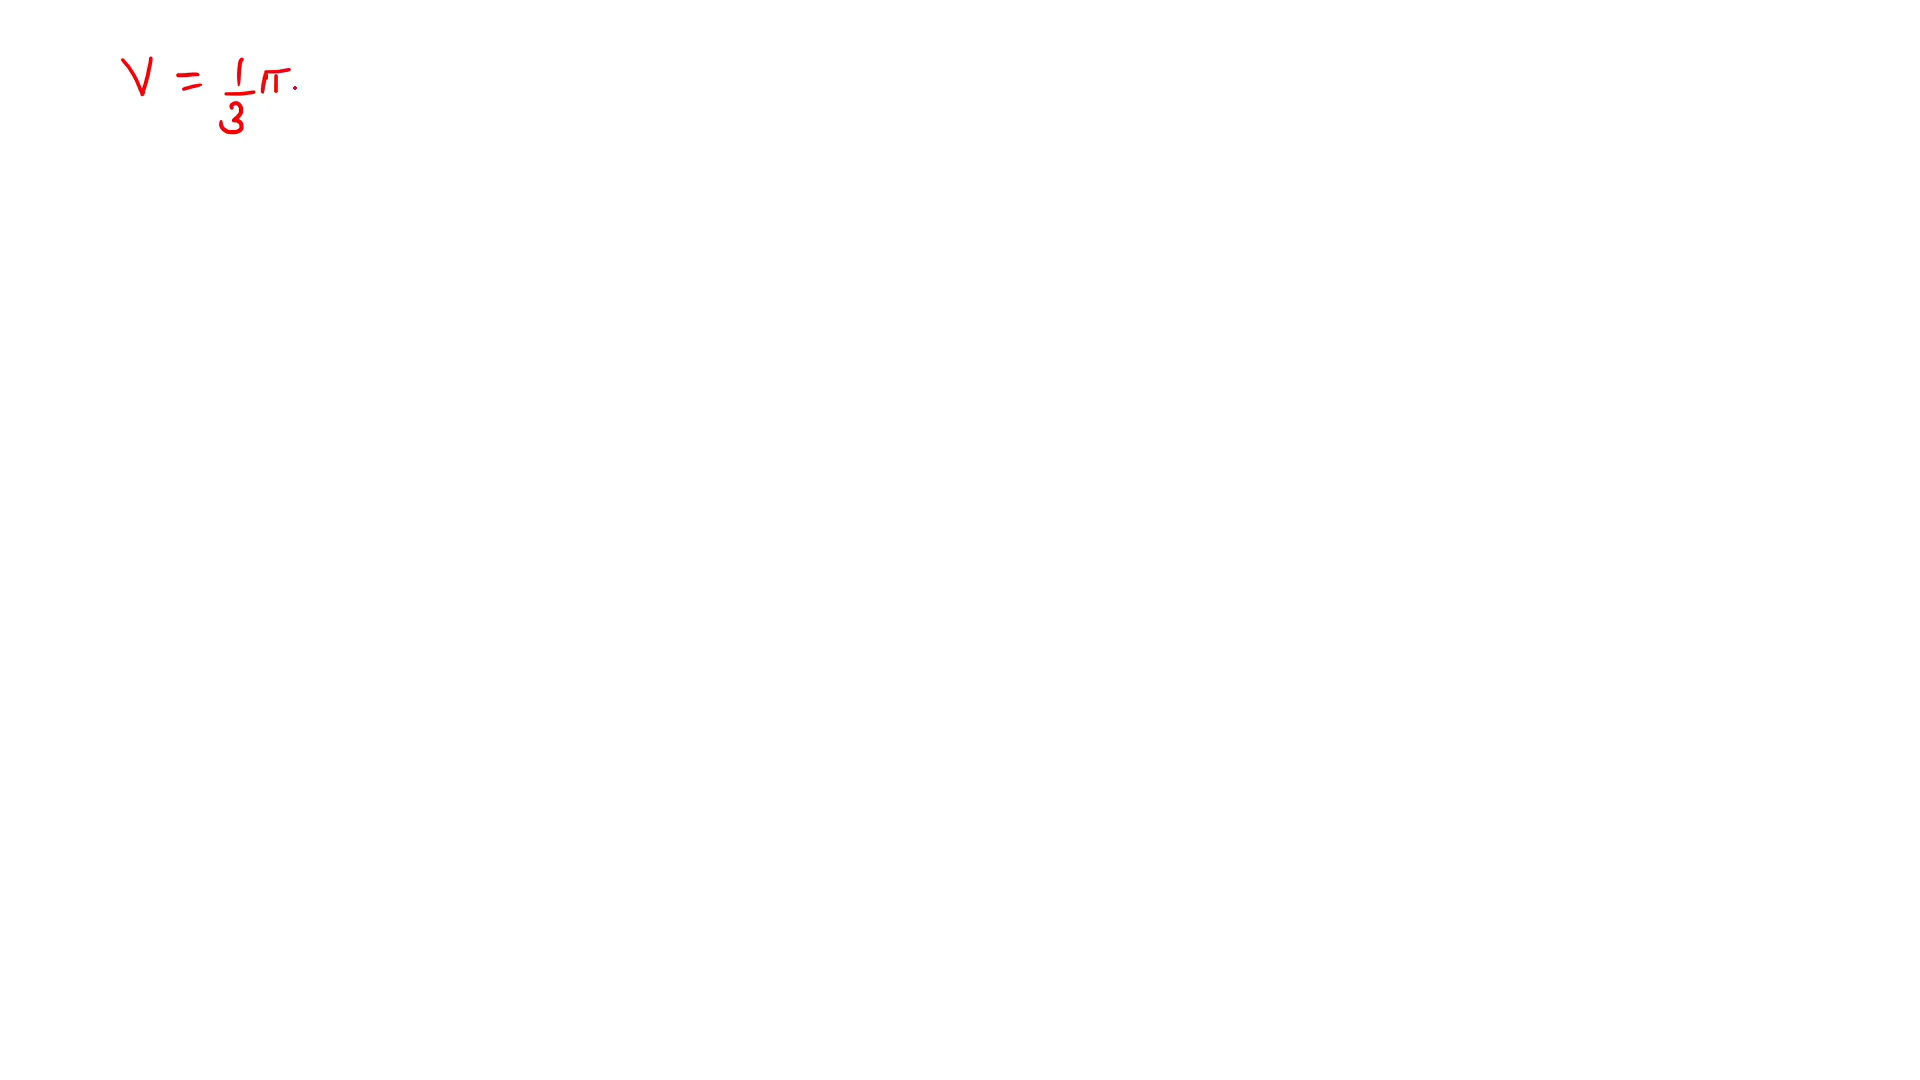 V = 1/3 π.